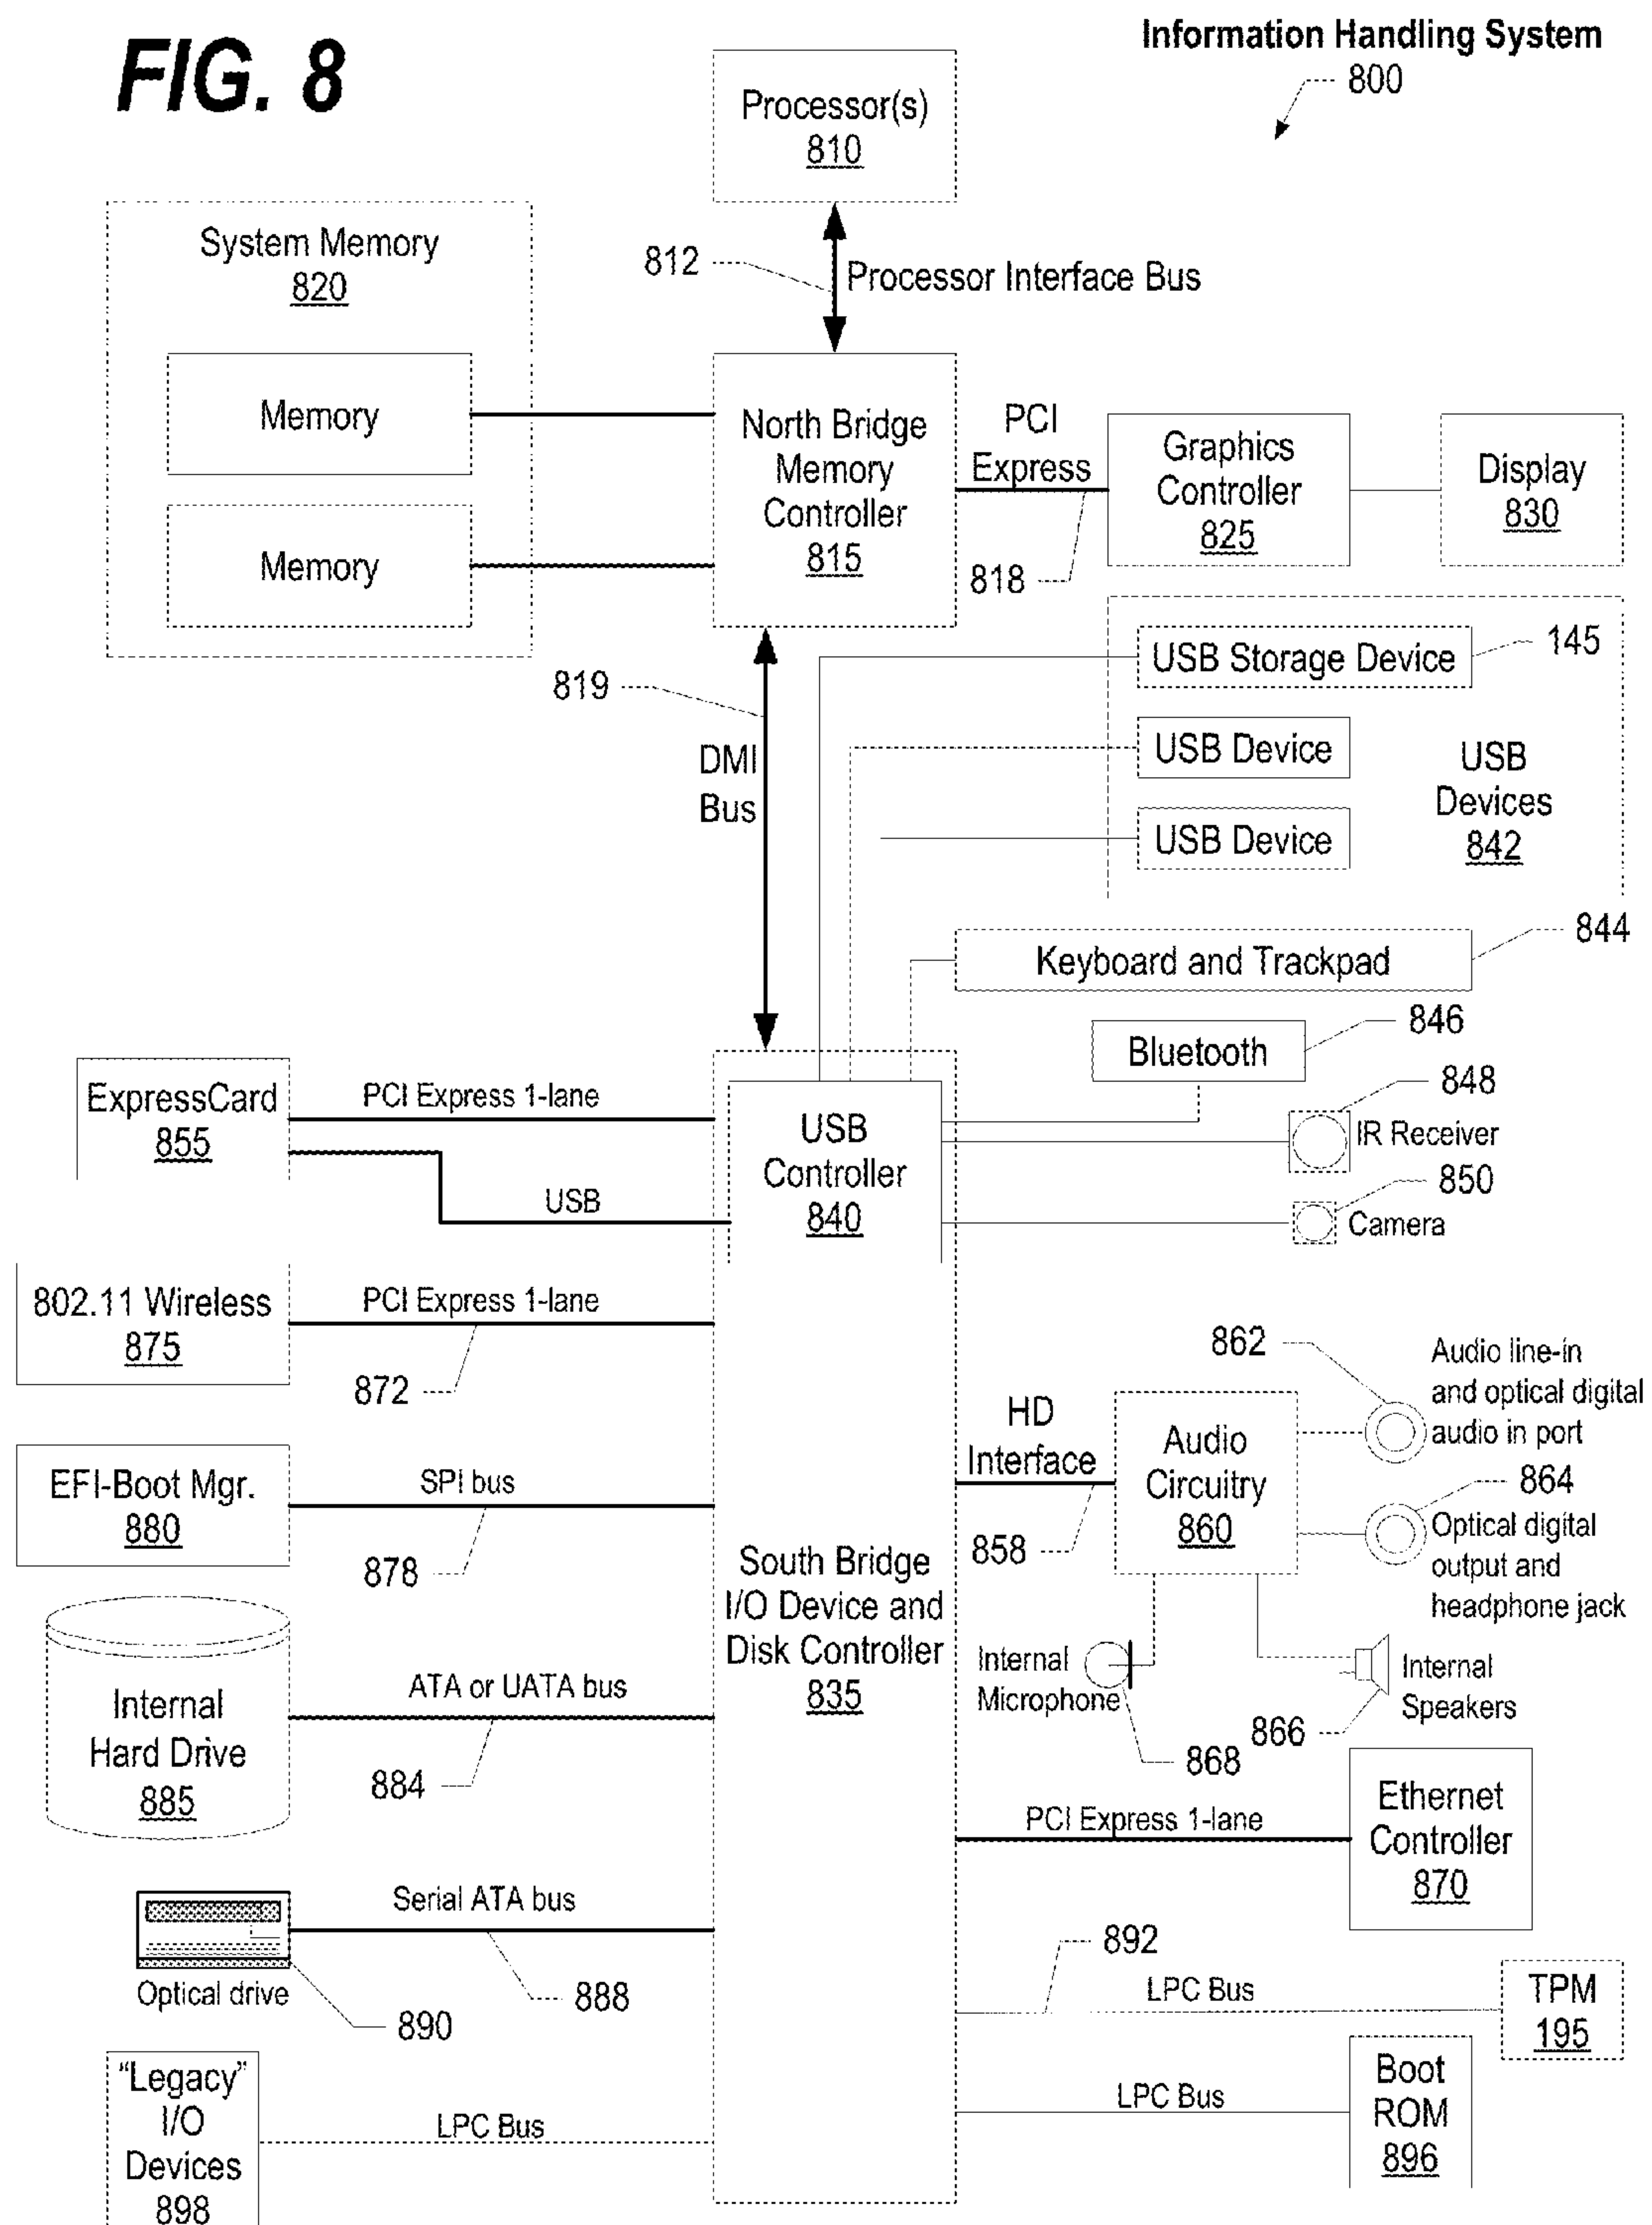 FIG. 8
Information Handling System
800
Processor(s)
810
System Memory
820
812
Processor Interface Bus
Memory
Memory
North Bridge
Memory
Controller
815
PCI
Express
818
Graphics
Controller
825
Display
830
819
DMI
Bus
USB Storage Device
145
USB Device
USB Device
USB
Devices
842
844
Keyboard and Trackpad
846
Bluetooth
848
IR Receiver
850
Camera
ExpressCard
855
PCI Express 1-lane
USB
USB
Controller
840
802.11 Wireless
875
PCI Express 1-lane
872
862
Audio line-in
and optical digital
audio in port
HD
Interface
858
Audio
Circuitry
860
864
Optical digital
output and
headphone jack
EFI-Boot Mgr.
880
SPI bus
878
South Bridge
I/O Device and
Disk Controller
835
Internal
Microphone
868
866
Internal
Speakers
Internal
Hard Drive
885
ATA or UATA bus
884
PCI Express 1-lane
Ethernet
Controller
870
Serial ATA bus
888
Optical drive
890
892
LPC Bus
TPM
195
"Legacy"
I/O
Devices
898
LPC Bus
LPC Bus
Boot
ROM
896